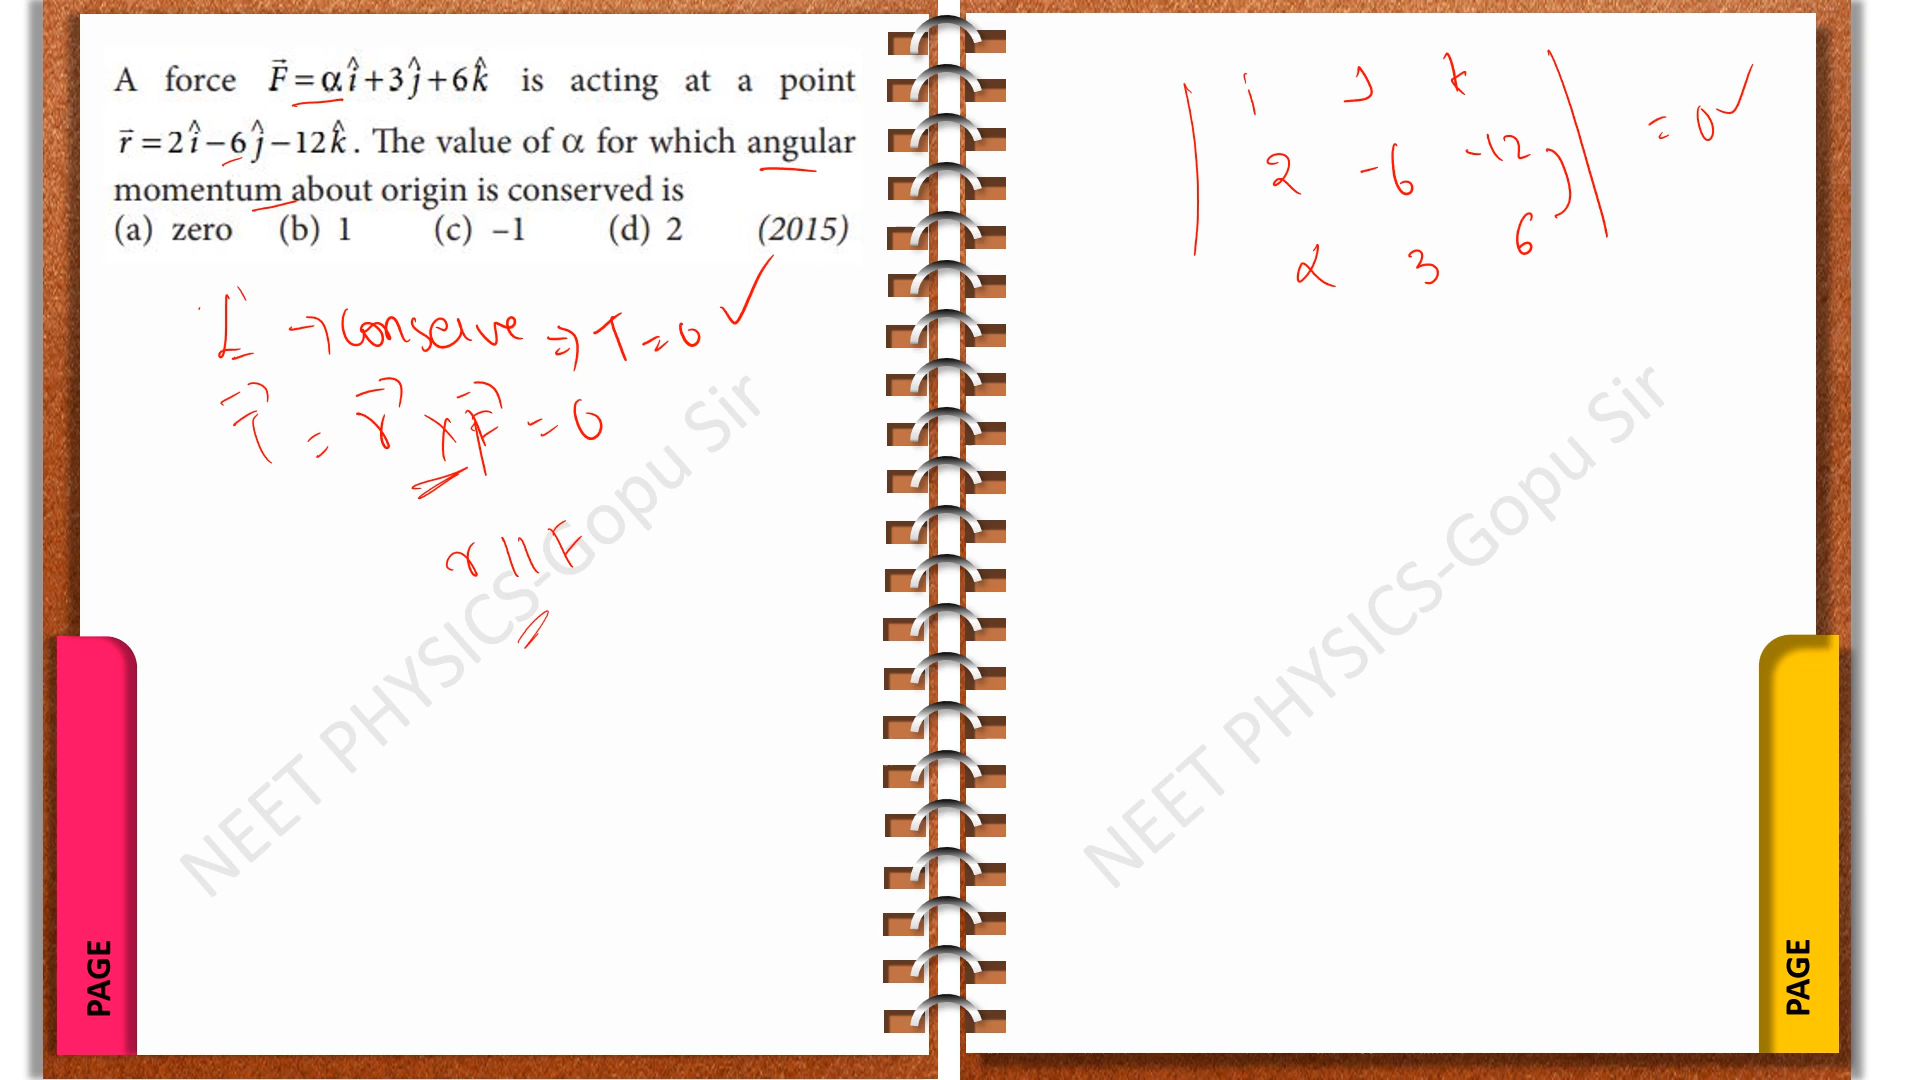 A force F⃗ = αî + 3ĵ + 6k̂ is acting at a point
r⃗ = 2î − 6ĵ − 12k̂. The value of α for which angular
momentum about origin is conserved is
(a) zero (b) 1 (c) –1 (d) 2 (2015)
L → Conserve ⇒ τ = 0 ✓
τ⃗ = r⃗ × F⃗ = 0
r || F
i j k
2 -6 -12 = 0 ✓
α 3 6
NEET PHYSICS-Gopu Sir
NEET PHYSICS-Gopu Sir
PAGE
PAGE